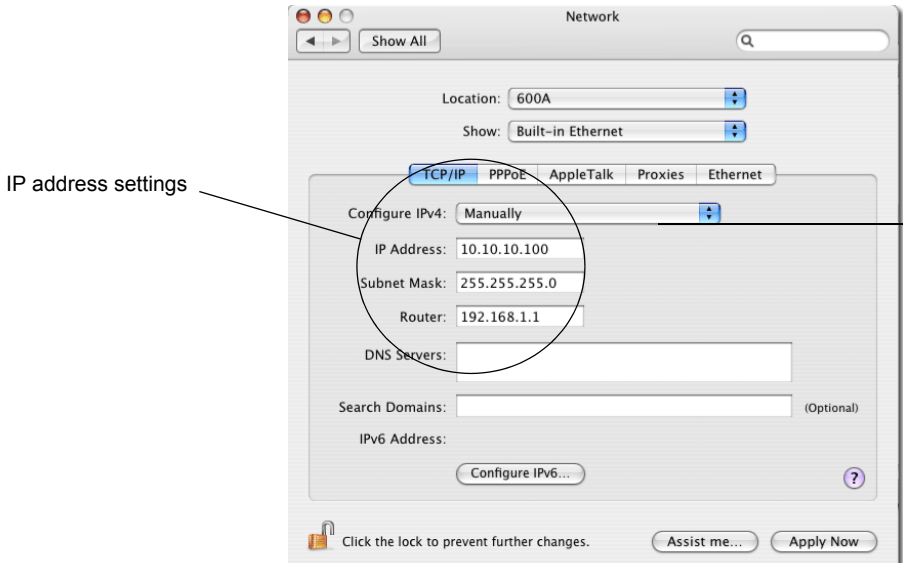 Network
Show All
Location: 600A
Show: Built-in Ethernet
IP address settings
TCP/IP PPPoE AppleTalk Proxies Ethernet
Configure IPv4: Manually
IP Address: 10.10.10.100
Subnet Mask: 255.255.255.0
Router: 192.168.1.1
DNS Servers:
Search Domains: (Optional)
IPv6 Address:
Configure IPv6...
?
Click the lock to prevent further changes. Assist me... Apply Now